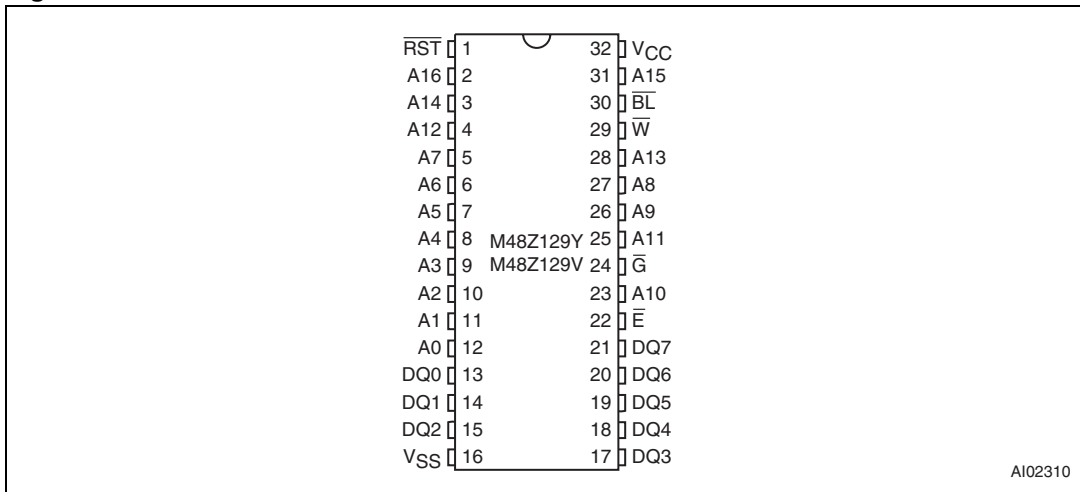 R̅S̅T̅ 1 32 VCC
A16 2 31 A15
A14 3 30 B̅L̅
A12 4 29 W̅
A7 5 28 A13
A6 6 27 A8
A5 7 26 A9
A4 8 M48Z129Y 25 A11
A3 9 M48Z129V 24 G̅
A2 10 23 A10
A1 11 22 E̅
A0 12 21 DQ7
DQ0 13 20 DQ6
DQ1 14 19 DQ5
DQ2 15 18 DQ4
VSS 16 17 DQ3
AI02310